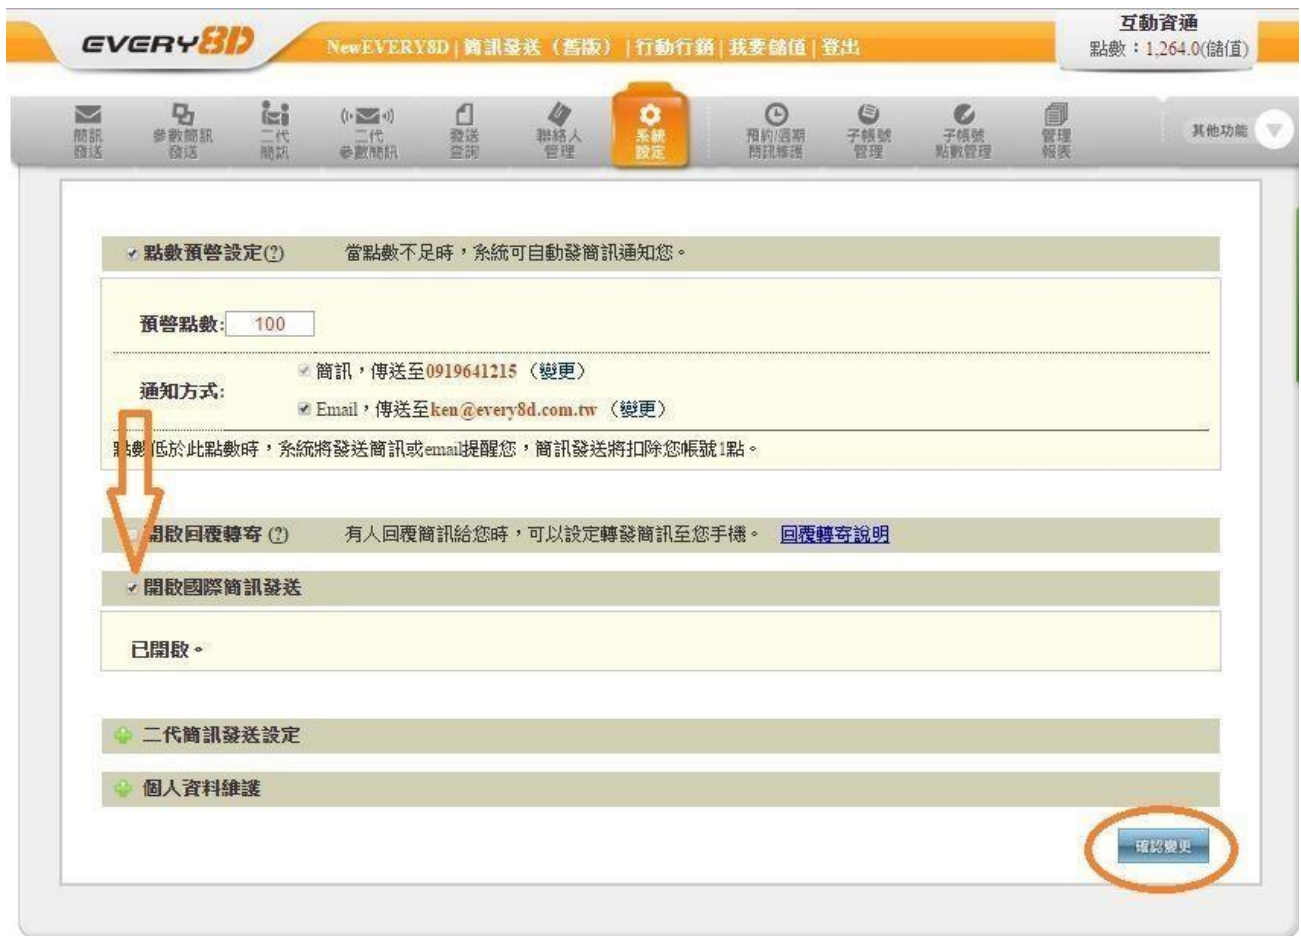 互動資通
EVERY8D NewEVERY8D | 簡訊發送（舊版） | 行動行銷 | 我要儲值 | 登出 點數：1,264.0(儲值)
簡訊發送 參數簡訊發送 二代簡訊 二代參數簡訊 發送查詢 聯絡人管理 系統設定 預約/週期簡訊維護 子帳號管理 子帳號點數管理 管理報表 其他功能
點數預警設定(?) 當點數不足時，系統可自動發簡訊通知您。
預警點數: 100
簡訊，傳送至0919641215（變更）
通知方式:
Email，傳送至ken@every8d.com.tw（變更）
點數低於此點數時，系統將發送簡訊或email提醒您，簡訊發送將扣除您帳號1點。
開啟回覆轉寄 (?) 有人回覆簡訊給您時，可以設定轉發簡訊至您手機。 回覆轉寄說明
開啟國際簡訊發送
已開啟。
二代簡訊發送設定
個人資料維護
確認變更